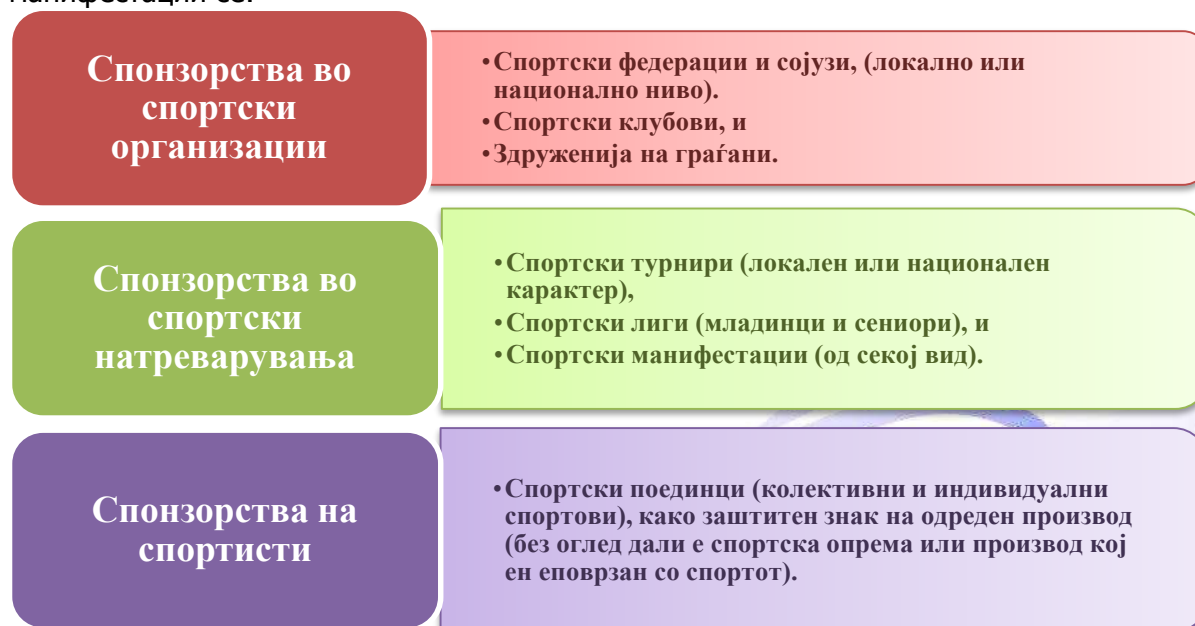 манифестации се:
Спонзорства во
спортски
организации
•Спортски федерации и сојузи, (локално или
национално ниво).
•Спортски клубови, и
•Здруженија на граѓани.
Спонзорства во
спортски
натреварувања
•Спортски турнири (локален или национален
карактер),
•Спортски лиги (младинци и сениори), и
•Спортски манифестации (од секој вид).
Спонзорства на
спортисти
•Спортски поединци (колективни и индивидуални
спортови), како заштитен знак на одреден производ
(без оглед дали е спортска опрема или производ кој
ен еповрзан со спортот).